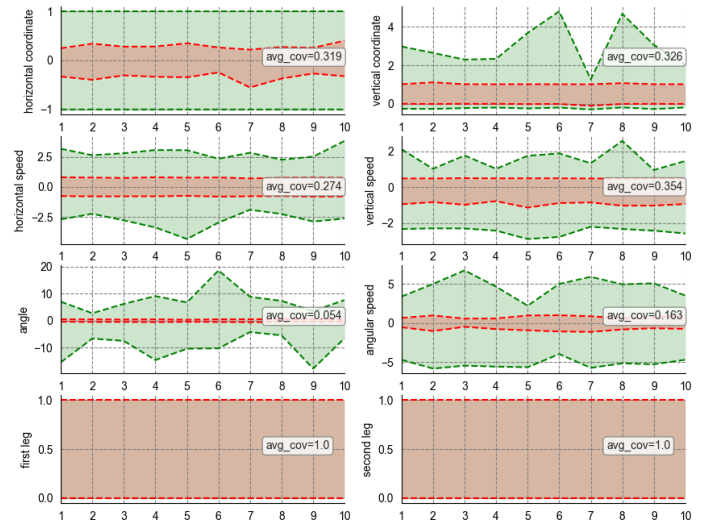 horizontal coordinate
1
0
−1
avg_cov=0.319
1 2 3 4 5 6 7 8 9 10
vertical coordinate
4
2
0
avg_cov=0.326
1 2 3 4 5 6 7 8 9 10
horizontal speed
2.5
0.0
−2.5
avg_cov=0.274
1 2 3 4 5 6 7 8 9 10
vertical speed
2
0
−2
avg_cov=0.354
1 2 3 4 5 6 7 8 9 10
angle
20
10
0
−10
avg_cov=0.054
1 2 3 4 5 6 7 8 9 10
angular speed
5
0
−5
avg_cov=0.163
1 2 3 4 5 6 7 8 9 10
first leg
1.0
0.5
0.0
avg_cov=1.0
1 2 3 4 5 6 7 8 9 10
second leg
1.0
0.5
0.0
avg_cov=1.0
1 2 3 4 5 6 7 8 9 10